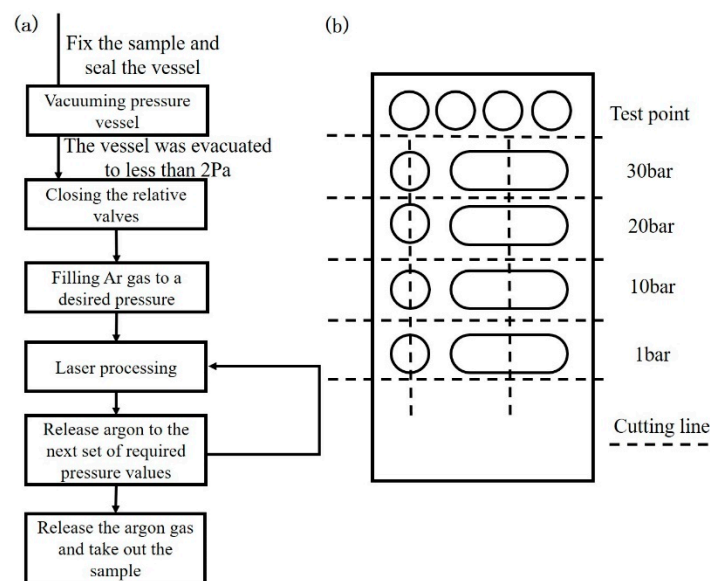 (a)
Fix the sample and
seal the vessel
Vacuuming pressure
vessel
The vessel was evacuated
to less than 2Pa
Closing the relative
valves
Filling Ar gas to a
desired pressure
Laser processing
Release argon to the
next set of required
pressure values
Release the argon gas
and take out the
sample
(b)
Test point
30bar
20bar
10bar
1bar
Cutting line